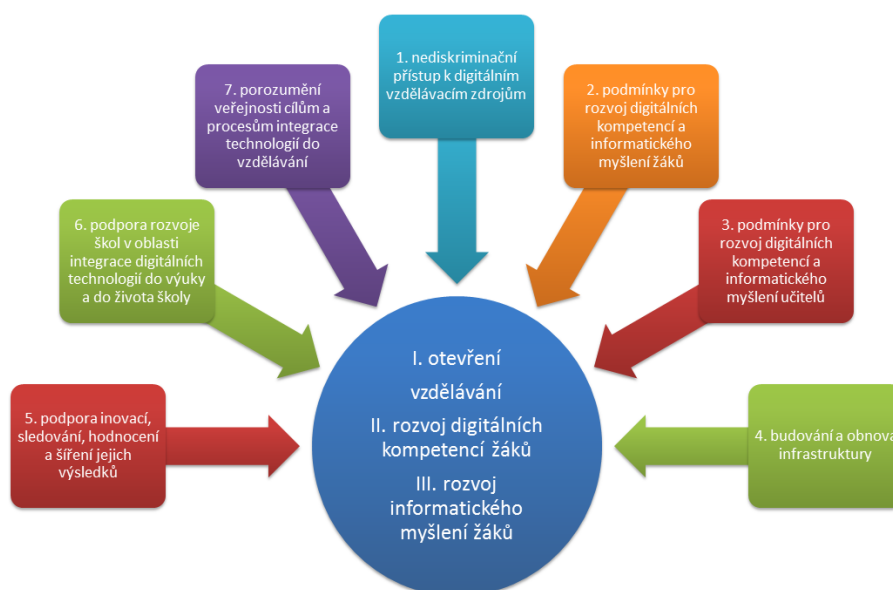 1. nediskriminační
přístup k digitálním
vzdělávacím zdrojům
2. podmínky pro
rozvoj digitálních
kompetencí a
informatického
myšlení žáků
3. podmínky pro
rozvoj digitálních
kompetencí a
informatického
myšlení učitelů
4. budování a obnova
infrastruktury
5. podpora inovací,
sledování, hodnocení
a šíření jejich
výsledků
6. podpora rozvoje
škol v oblasti
integrace digitálních
technologií do výuky
a do života školy
7. porozumění
veřejnosti cílům a
procesům integrace
technologií do
vzdělávání
I. otevření
vzdělávání
II. rozvoj digitálních
kompetencí žáků
III. rozvoj
informatického
myšlení žáků